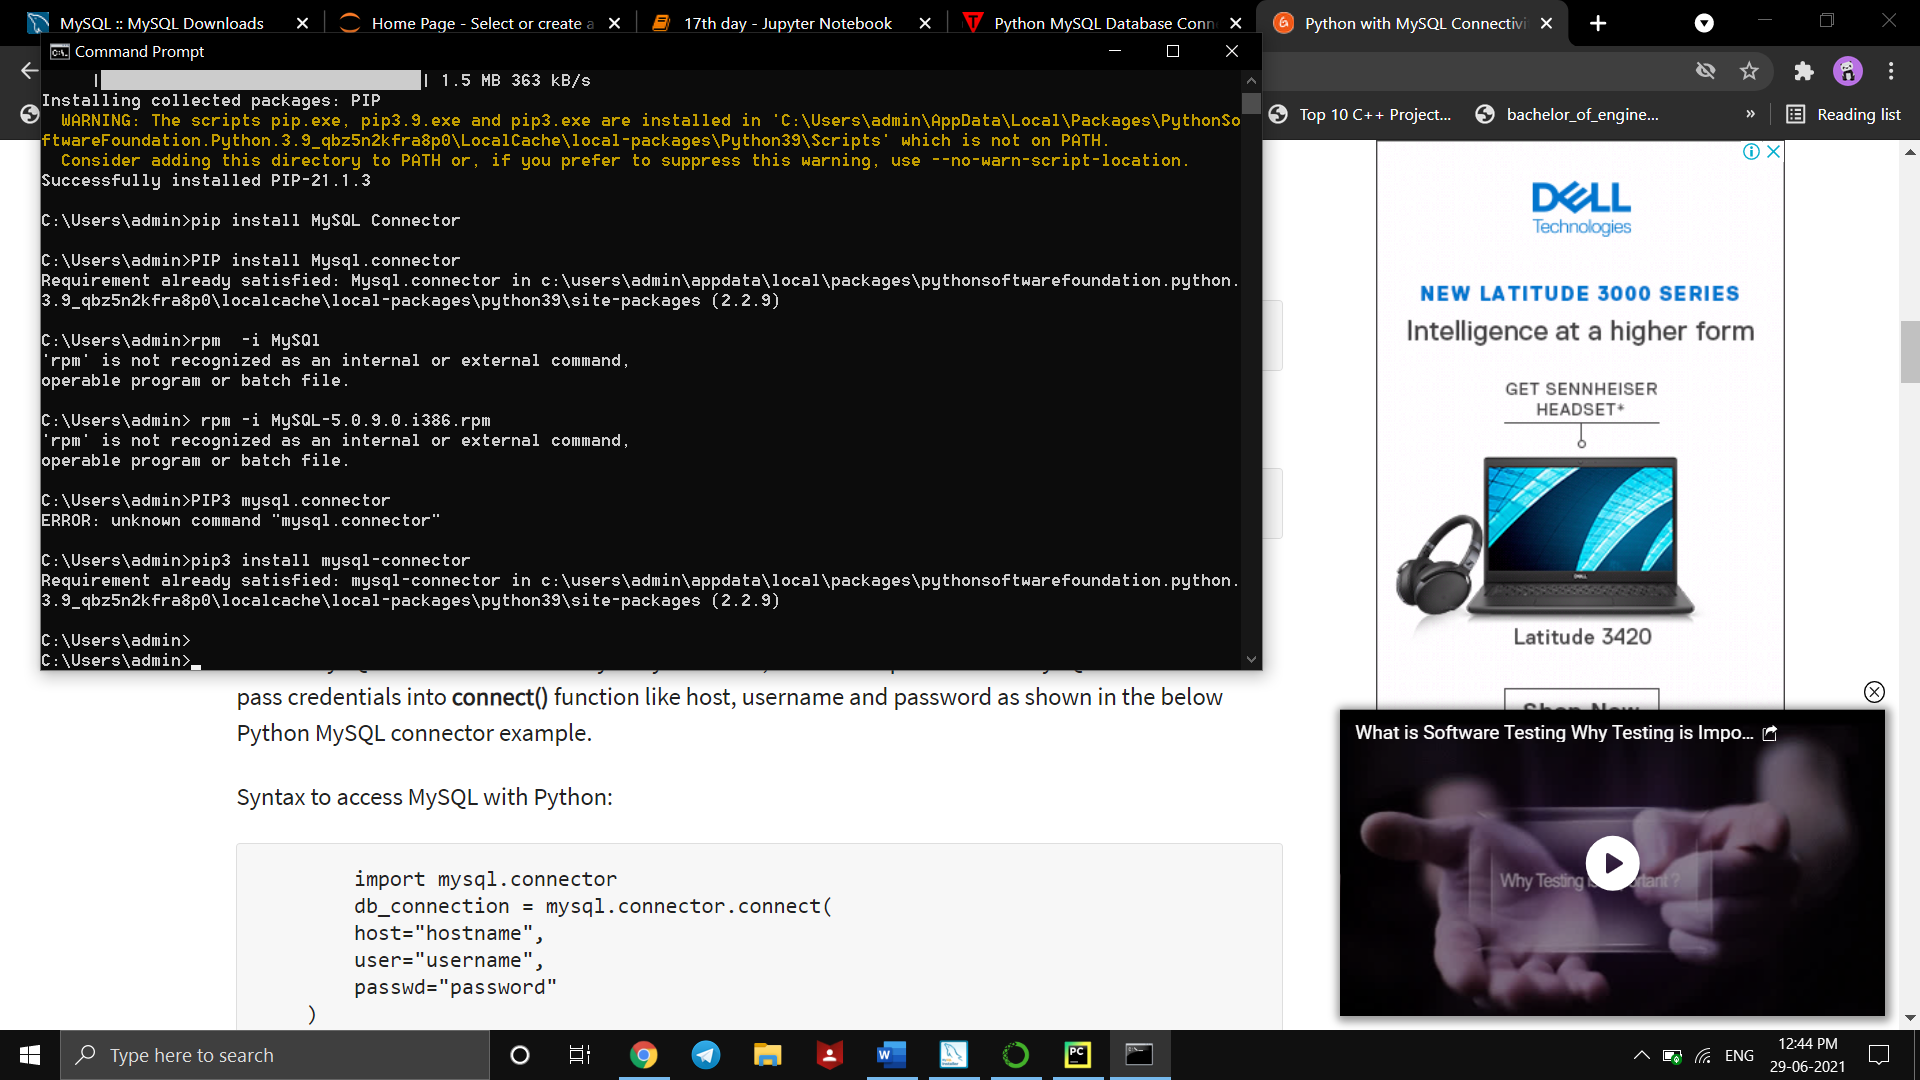 MySQL :: MySQL Downloads
Home Page - Select or create a
17th day - Jupyter Notebook
Python MySQL Database Conn
Python with MySQL Connectivi
Command Prompt
Top 10 C++ Project...
bachelor_of_engine...
»
Reading list
| | 1.5 MB 363 kB/s
Installing collected packages: PIP
WARNING: The scripts pip.exe, pip3.9.exe and pip3.exe are installed in 'C:\Users\admin\AppData\Local\Packages\PythonSo
ftwareFoundation.Python.3.9_qbz5n2kfra8p0\LocalCache\local-packages\Python39\Scripts' which is not on PATH.
Consider adding this directory to PATH or, if you prefer to suppress this warning, use --no-warn-script-location.
Successfully installed PIP-21.1.3
C:\Users\admin>pip install MySQL Connector
C:\Users\admin>PIP install Mysql.connector
Requirement already satisfied: Mysql.connector in c:\users\admin\appdata\local\packages\pythonsoftwarefoundation.python.
3.9_qbz5n2kfra8p0\localcache\local-packages\python39\site-packages (2.2.9)
C:\Users\admin>rpm  -i MySQl
'rpm' is not recognized as an internal or external command,
operable program or batch file.
C:\Users\admin> rpm -i MySQL-5.0.9.0.i386.rpm
'rpm' is not recognized as an internal or external command,
operable program or batch file.
C:\Users\admin>PIP3 mysql.connector
ERROR: unknown command "mysql.connector"
C:\Users\admin>pip3 install mysql-connector
Requirement already satisfied: mysql-connector in c:\users\admin\appdata\local\packages\pythonsoftwarefoundation.python.
3.9_qbz5n2kfra8p0\localcache\local-packages\python39\site-packages (2.2.9)
C:\Users\admin>
C:\Users\admin>
pass credentials into connect() function like host, username and password as shown in the below
Python MySQL connector example.
Syntax to access MySQL with Python:
import mysql.connector
db_connection = mysql.connector.connect(
host="hostname",
user="username",
passwd="password"
)
DELL
Technologies
NEW LATITUDE 3000 SERIES
Intelligence at a higher form
GET SENNHEISER
HEADSET*
DELL
Latitude 3420
Shop Now
What is Software Testing Why Testing is Impo...
Type here to search
ENG
12:44 PM
29-06-2021